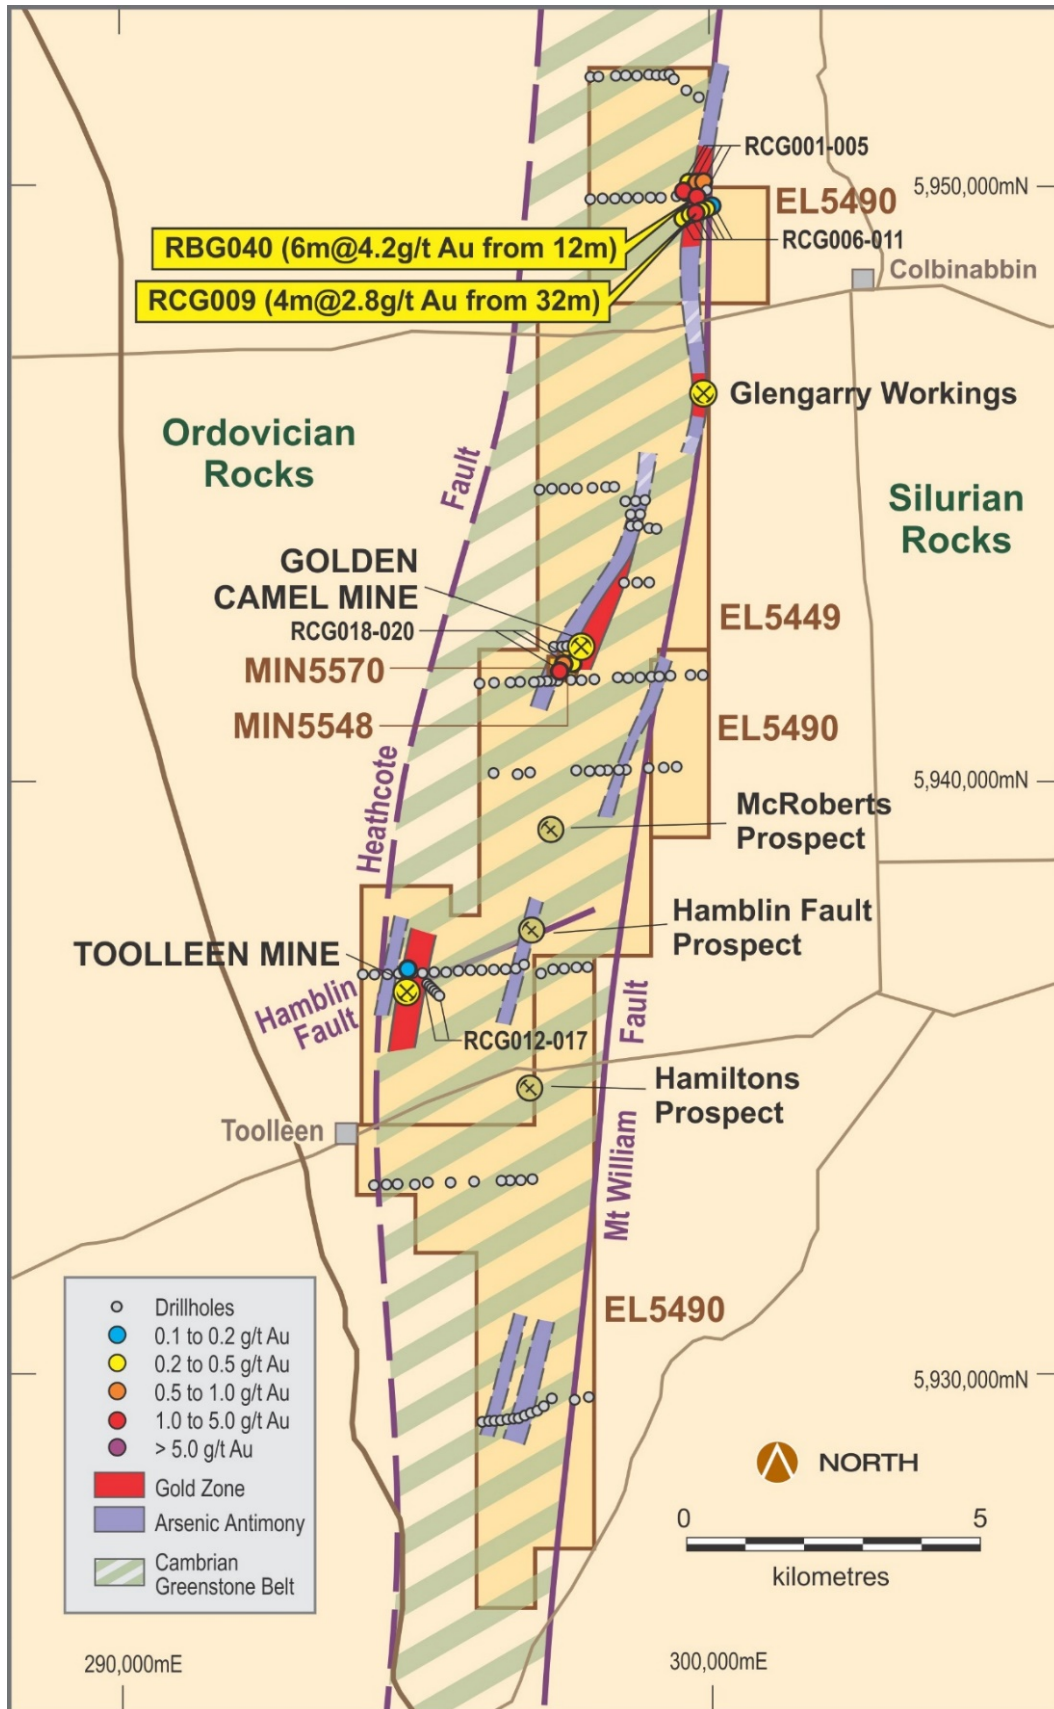 RCG001-005
5,950,000mN
EL5490
RBG040 (6m@4.2g/t Au from 12m)
RCG006-011
Colbinabbin
RCG009 (4m@2.8g/t Au from 32m)
Glengarry Workings
Ordovician
Rocks
Fault
Silurian
Rocks
GOLDEN
CAMEL MINE
RCG018-020
EL5449
MIN5570
MIN5548
EL5490
Heathcote
5,940,000mN
McRoberts
Prospect
Hamblin Fault
Prospect
TOOLLEEN MINE
Hamblin
Fault
Fault
RCG012-017
Hamiltons
Prospect
Toolleen
Mt William
EL5490
Drillholes
0.1 to 0.2 g/t Au
0.2 to 0.5 g/t Au
0.5 to 1.0 g/t Au
1.0 to 5.0 g/t Au
> 5.0 g/t Au
Gold Zone
Arsenic Antimony
Cambrian
Greenstone Belt
5,930,000mN
NORTH
0 5
kilometres
290,000mE
300,000mE